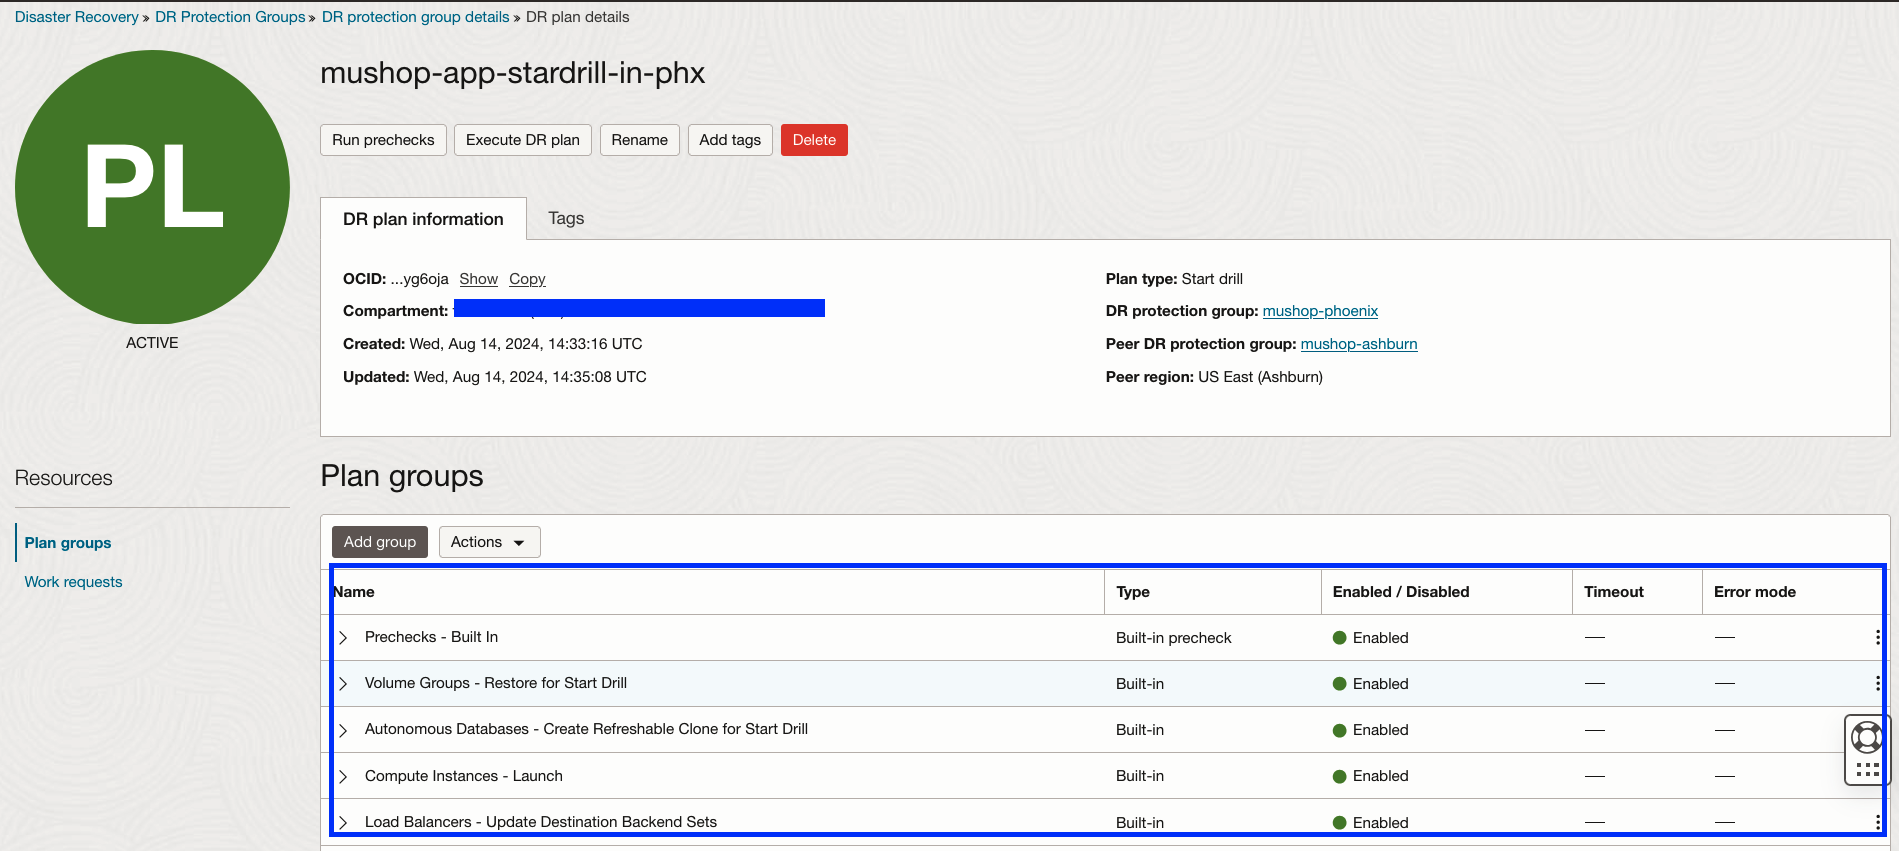 Disaster Recovery » DR Protection Groups » DR protection group details » DR plan details
PL
ACTIVE
mushop-app-stardrill-in-phx
Run prechecks Execute DR plan Rename Add tags Delete
DR plan information Tags
OCID: ...yg6oja Show Copy
Compartment:
Created: Wed, Aug 14, 2024, 14:33:16 UTC
Updated: Wed, Aug 14, 2024, 14:35:08 UTC
Plan type: Start drill
DR protection group: mushop-phoenix
Peer DR protection group: mushop-ashburn
Peer region: US East (Ashburn)
Resources
Plan groups
Work requests
Plan groups
Add group Actions
Name Type Enabled / Disabled Timeout Error mode
Prechecks - Built In Built-in precheck Enabled — —
Volume Groups - Restore for Start Drill Built-in Enabled — —
Autonomous Databases - Create Refreshable Clone for Start Drill Built-in Enabled — —
Compute Instances - Launch Built-in Enabled — —
Load Balancers - Update Destination Backend Sets Built-in Enabled — —